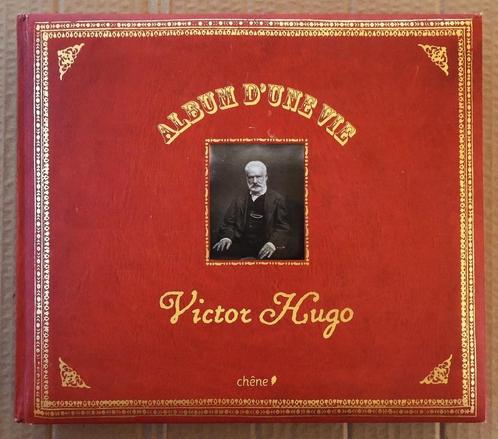 ALBUM D'UNE VIE
Victor Hugo
chêne